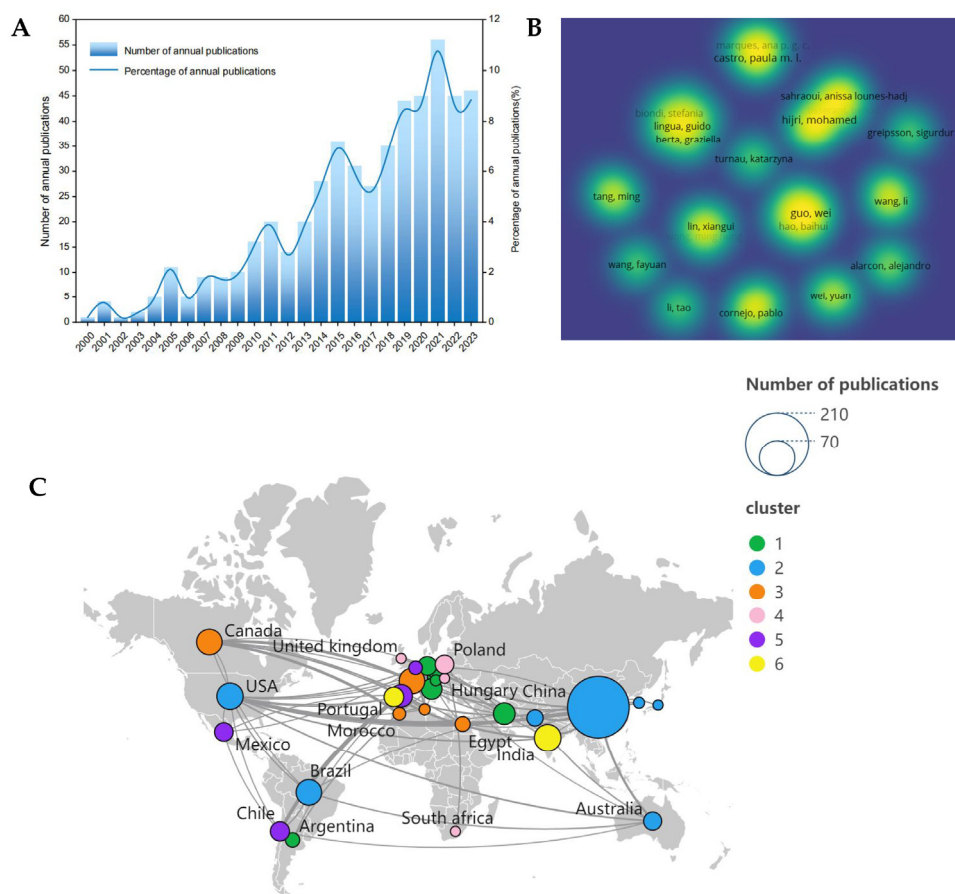 A
Number of annual publications
Percentage of annual publications
Number of annual publications
60
55
50
45
40
35
30
25
20
15
10
5
0
12
10
8
6
4
2
0
Percentage of annual publications(%)
2000 2001 2002 2003 2004 2005 2006 2007 2008 2009 2010 2011 2012 2013 2014 2015 2016 2017 2018 2019 2020 2021 2022 2023
B
marques, ana p. g. c.
castro, paula m. l.
sahraoui, anissa lounes-hadj
biondi, stefania
lingua, guido
berta, graziella
hijri, mohamed
greipsson, sigurdur
turnau, katarzyna
tang, ming
wang, li
guo, wei
hao, baihui
lin, xiangui
wang, fayuan
alarcon, alejandro
li, tao
cornejo, pablo
wei, yuan
Number of publications
210
70
cluster
1
2
3
4
5
6
C
Canada
United kingdom
Poland
USA
Hungary
China
Portugal
Morocco
Mexico
Egypt
India
Brazil
Chile
Argentina
South africa
Australia